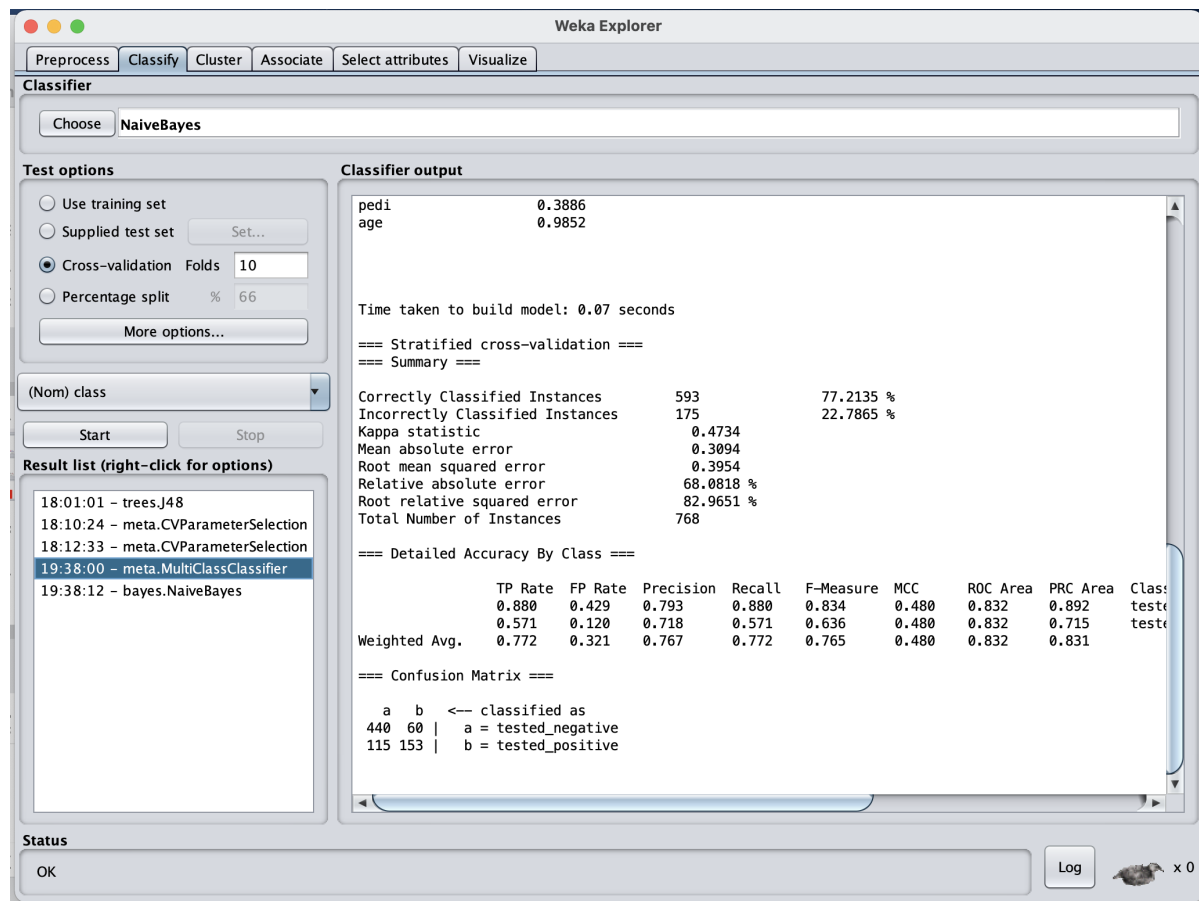 Weka Explorer
Preprocess Classify Cluster Associate Select attributes Visualize
Classifier
Choose NaiveBayes
Test options
Use training set
Supplied test set Set...
Cross-validation Folds 10
Percentage split % 66
More options...
(Nom) class
Start Stop
Result list (right-click for options)
18:01:01 - trees.J48
18:10:24 - meta.CVParameterSelection
18:12:33 - meta.CVParameterSelection
19:38:00 - meta.MultiClassClassifier
19:38:12 - bayes.NaiveBayes
Classifier output
pedi 0.3886
age 0.9852
Time taken to build model: 0.07 seconds
=== Stratified cross-validation ===
=== Summary ===
Correctly Classified Instances 593 77.2135 %
Incorrectly Classified Instances 175 22.7865 %
Kappa statistic 0.4734
Mean absolute error 0.3094
Root mean squared error 0.3954
Relative absolute error 68.0818 %
Root relative squared error 82.9651 %
Total Number of Instances 768
=== Detailed Accuracy By Class ===
TP Rate FP Rate Precision Recall F-Measure MCC ROC Area PRC Area Clas
0.880 0.429 0.793 0.880 0.834 0.480 0.832 0.892 teste
0.571 0.120 0.718 0.571 0.636 0.480 0.832 0.715 teste
Weighted Avg. 0.772 0.321 0.767 0.772 0.765 0.480 0.832 0.831
=== Confusion Matrix ===
a b <-- classified as
440 60 | a = tested_negative
115 153 | b = tested_positive
Status
OK
Log x 0